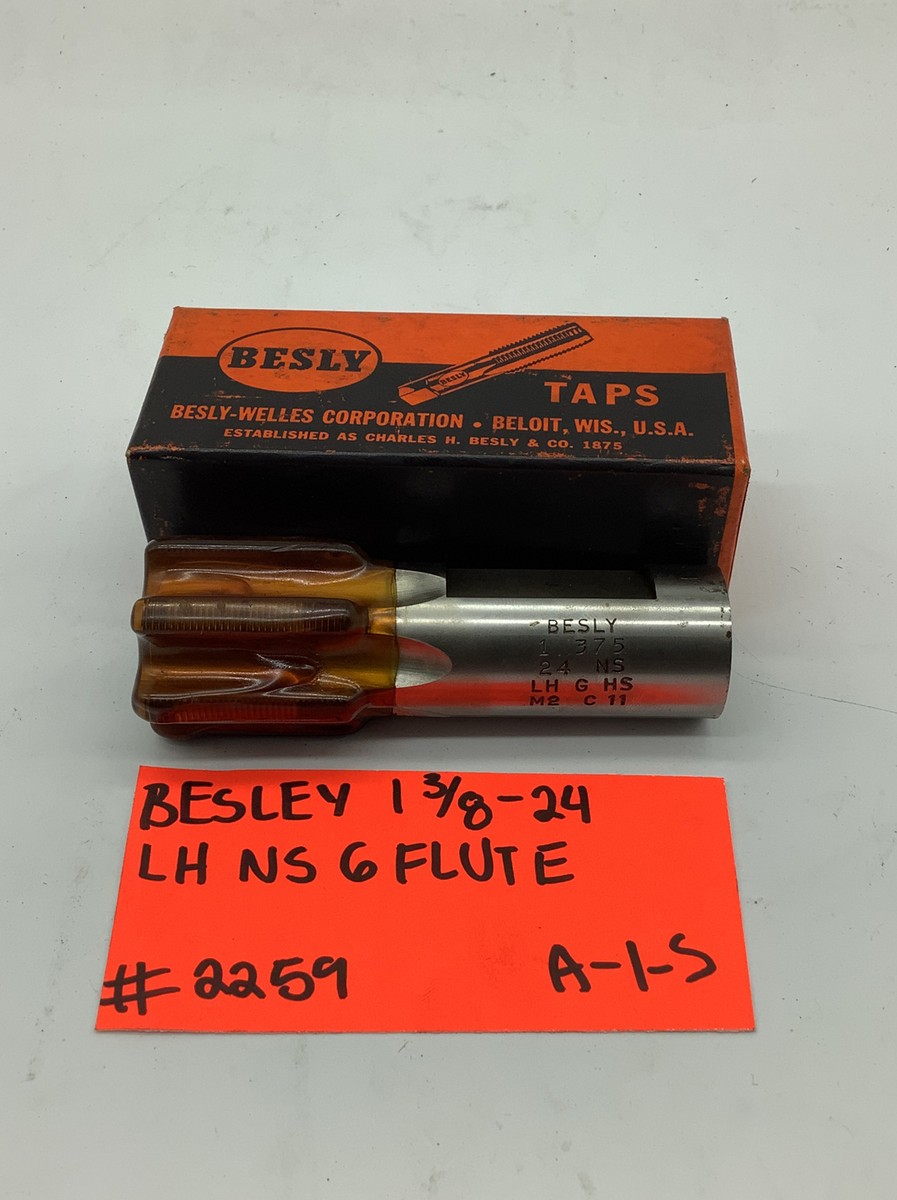 BESLY
BESLY
TAPS
BESLY-WELLES CORPORATION • BELOIT, WIS., U.S.A.
ESTABLISHED AS CHARLES H. BESLY & CO. 1875
BESLY
1.375
24 NS
LH G HS
M2 C 11
BESLEY 1 3/8-24
LH NS 6 FLUTE
#2259 A-1-S